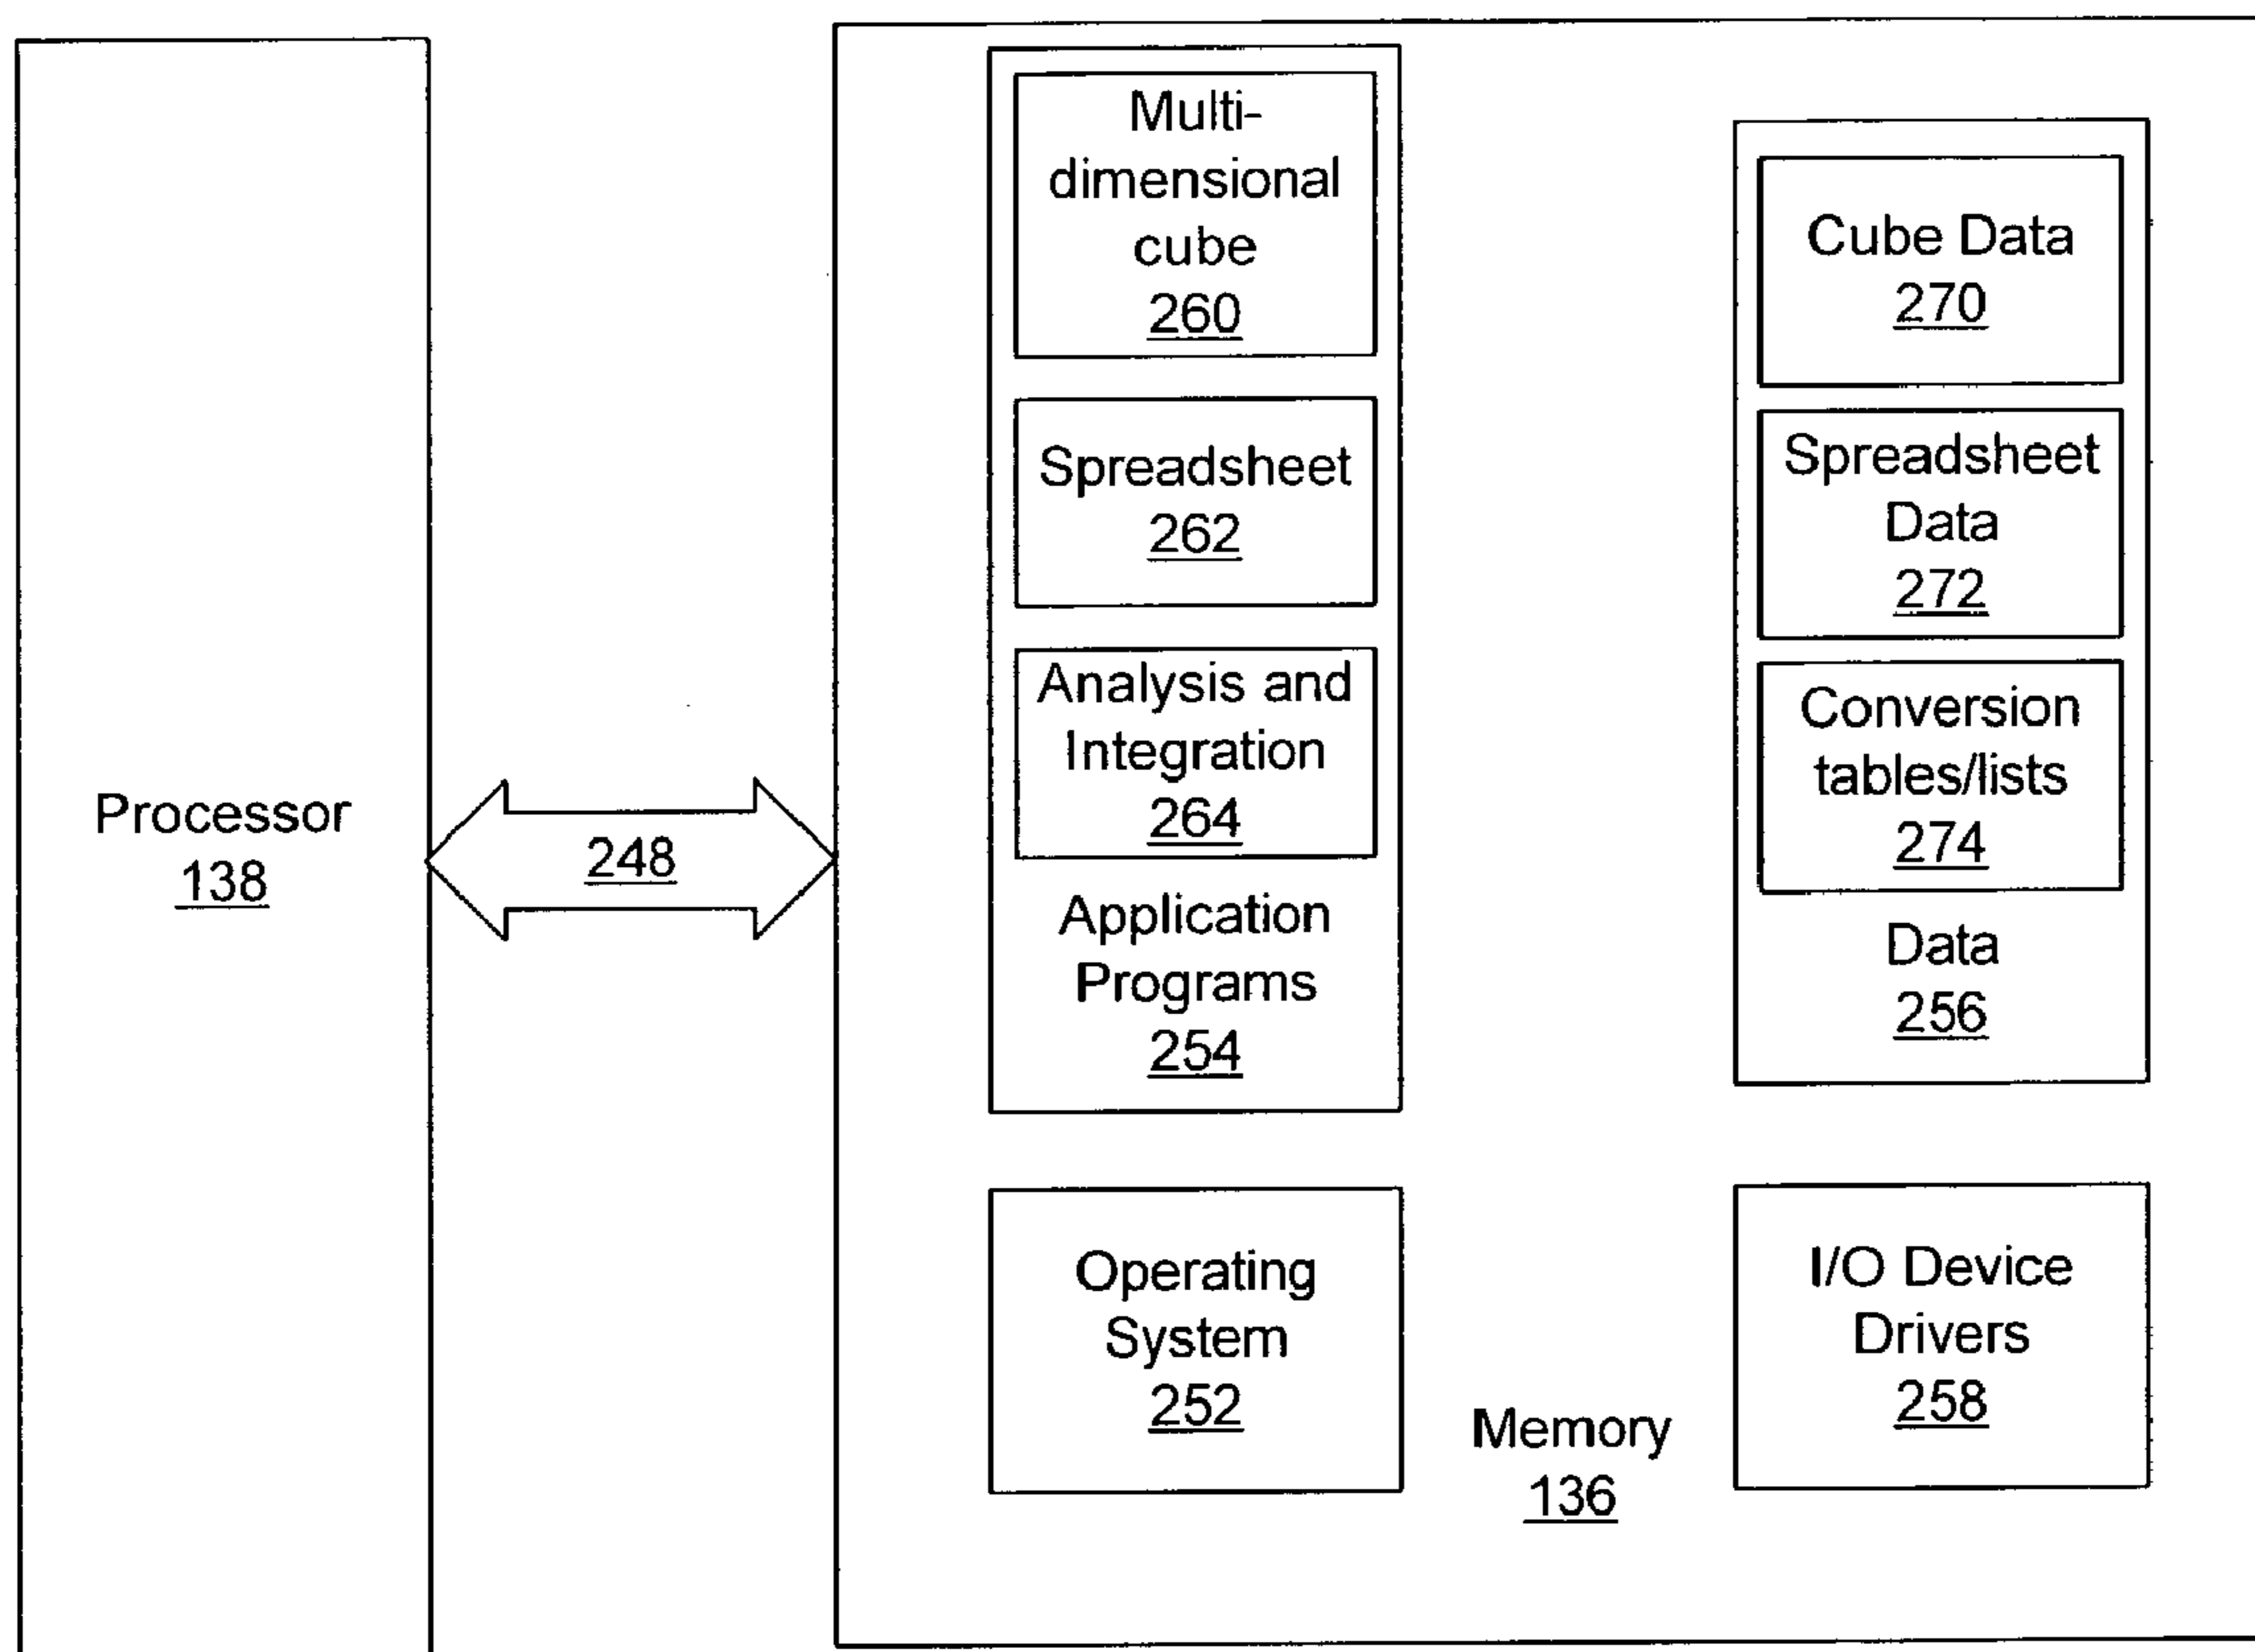 Processor
138
248
Multi-
dimensional
cube
260
Spreadsheet
262
Analysis and
Integration
264
Application
Programs
254
Operating
System
252
Memory
136
Cube Data
270
Spreadsheet
Data
272
Conversion
tables/lists
274
Data
256
I/O Device
Drivers
258